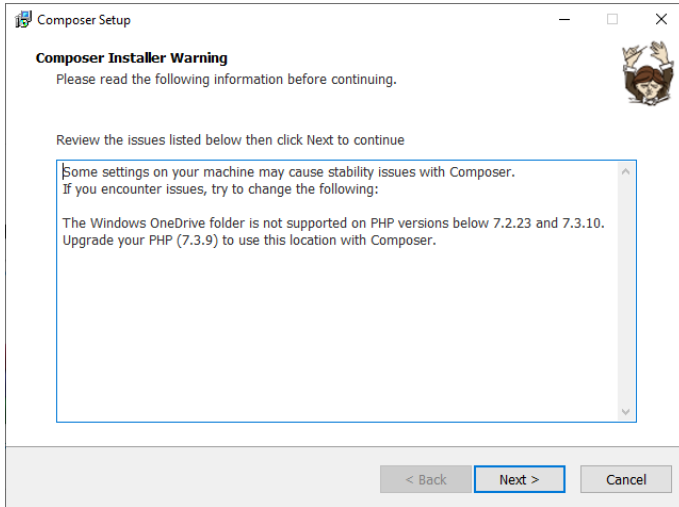 Composer Setup
Composer Installer Warning
Please read the following information before continuing.
Review the issues listed below then click Next to continue
Some settings on your machine may cause stability issues with Composer.
If you encounter issues, try to change the following:
The Windows OneDrive folder is not supported on PHP versions below 7.2.23 and 7.3.10.
Upgrade your PHP (7.3.9) to use this location with Composer.
< Back
Next >
Cancel